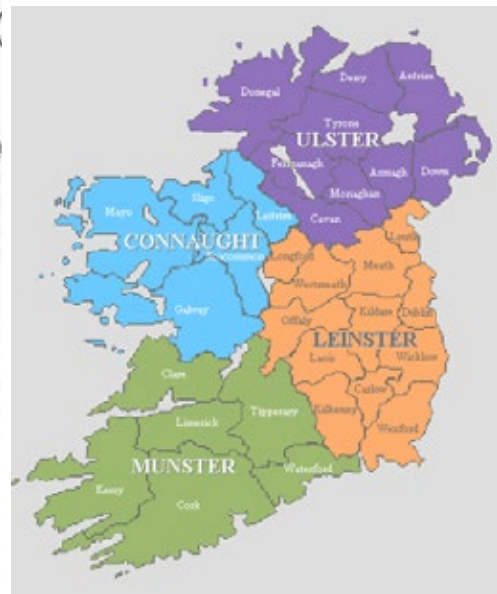 Donegal
Derry
Antrim
Tyrone
ULSTER
Fermanagh
Armagh
Down
Monaghan
Cavan
Mayo
Sligo
Leitrim
CONNAUGHT
Roscommon
Galway
Longford
Louth
Meath
Westmeath
Offaly
Kildare
Dublin
LEINSTER
Laois
Wicklow
Carlow
Kilkenny
Wexford
Clare
Limerick
Tipperary
MUNSTER
Waterford
Kerry
Cork